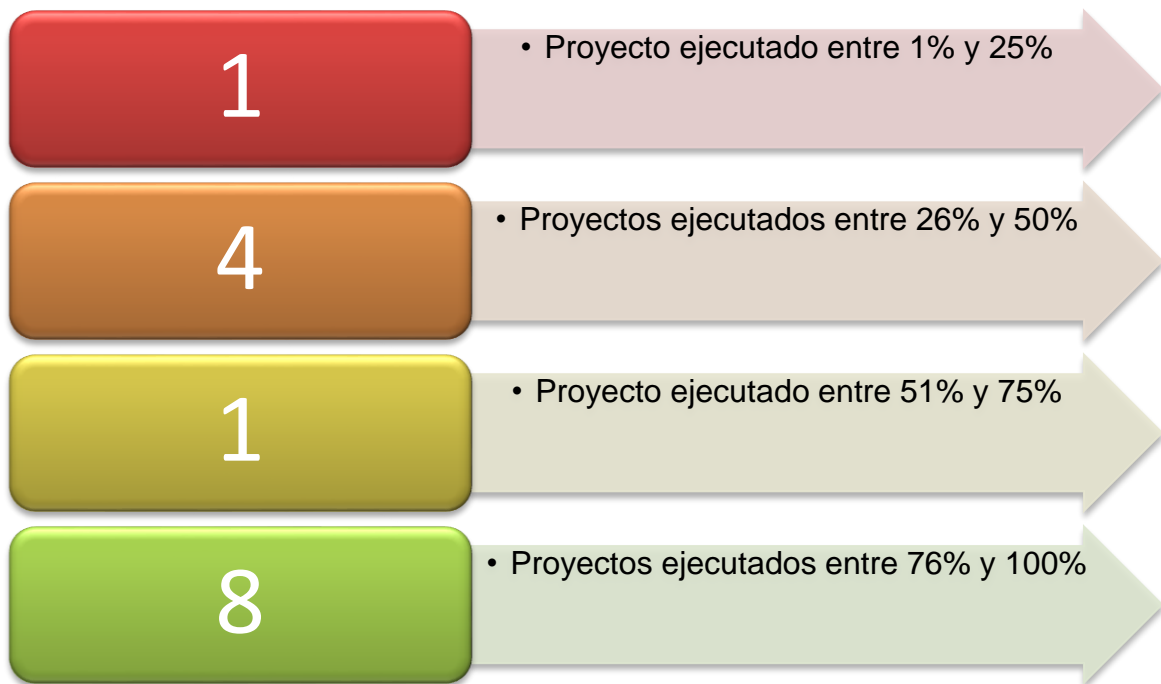 1
• Proyecto ejecutado entre 1% y 25%
4
• Proyectos ejecutados entre 26% y 50%
1
• Proyecto ejecutado entre 51% y 75%
8
• Proyectos ejecutados entre 76% y 100%